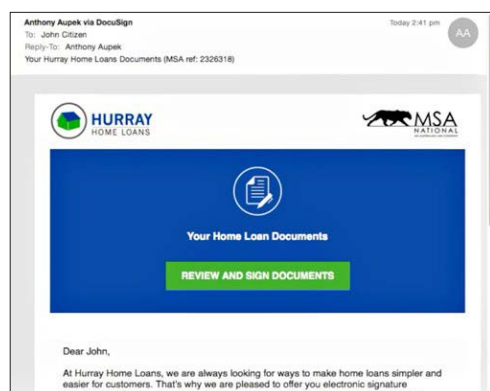 Anthony Aupek via DocuSign
Today 2:41 pm
AA
To: John Citizen
Reply-To: Anthony Aupek
Your Hurray Home Loans Documents (MSA ref: 2326318)
HURRAY
HOME LOANS
MSA
NATIONAL
Your Home Loan Documents
REVIEW AND SIGN DOCUMENTS
Dear John,
At Hurray Home Loans, we are always looking for ways to make home loans simpler and
easier for customers. That's why we are pleased to offer you electronic signature